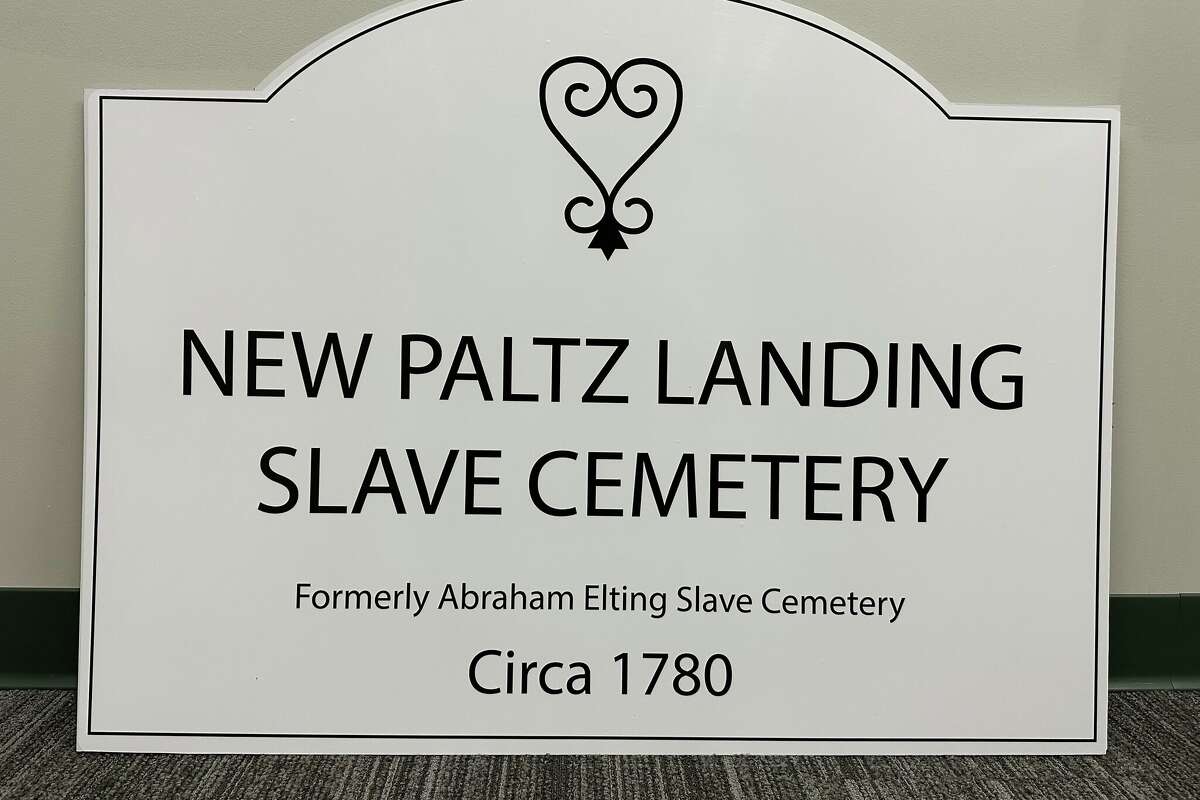 NEW PALTZ LANDING
SLAVE CEMETERY
Formerly Abraham Elting Slave Cemetery
Circa 1780